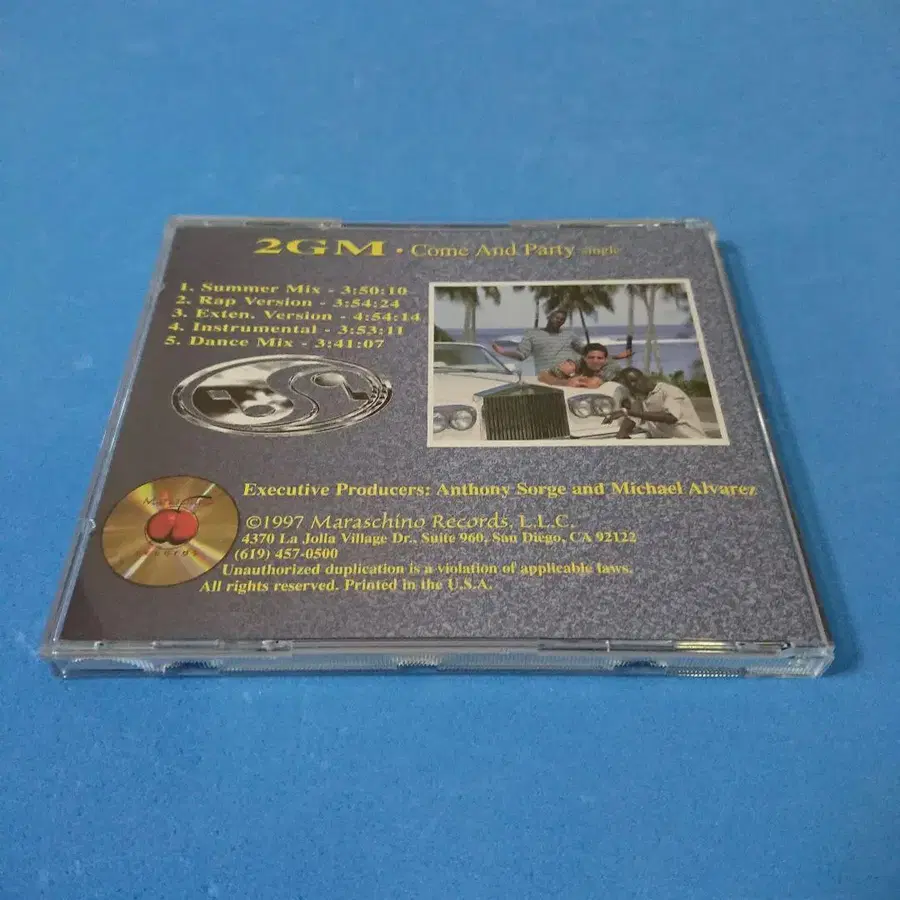 2GM • Come And Party single
1. Summer Mix - 3:50:10
2. Rap Version - 3:54:24
3. Exten. Version - 4:54:14
4. Instrumental - 3:53:11
5. Dance Mix - 3:41:07
Executive Producers: Anthony Sorge and Michael Alvarez
Maraschino
Records
©1997 Maraschino Records, L.L.C.
4370 La Jolla Village Dr., Suite 960, San Diego, CA 92122
(619) 457-0500
Unauthorized duplication is a violation of applicable laws.
All rights reserved. Printed in the U.S.A.